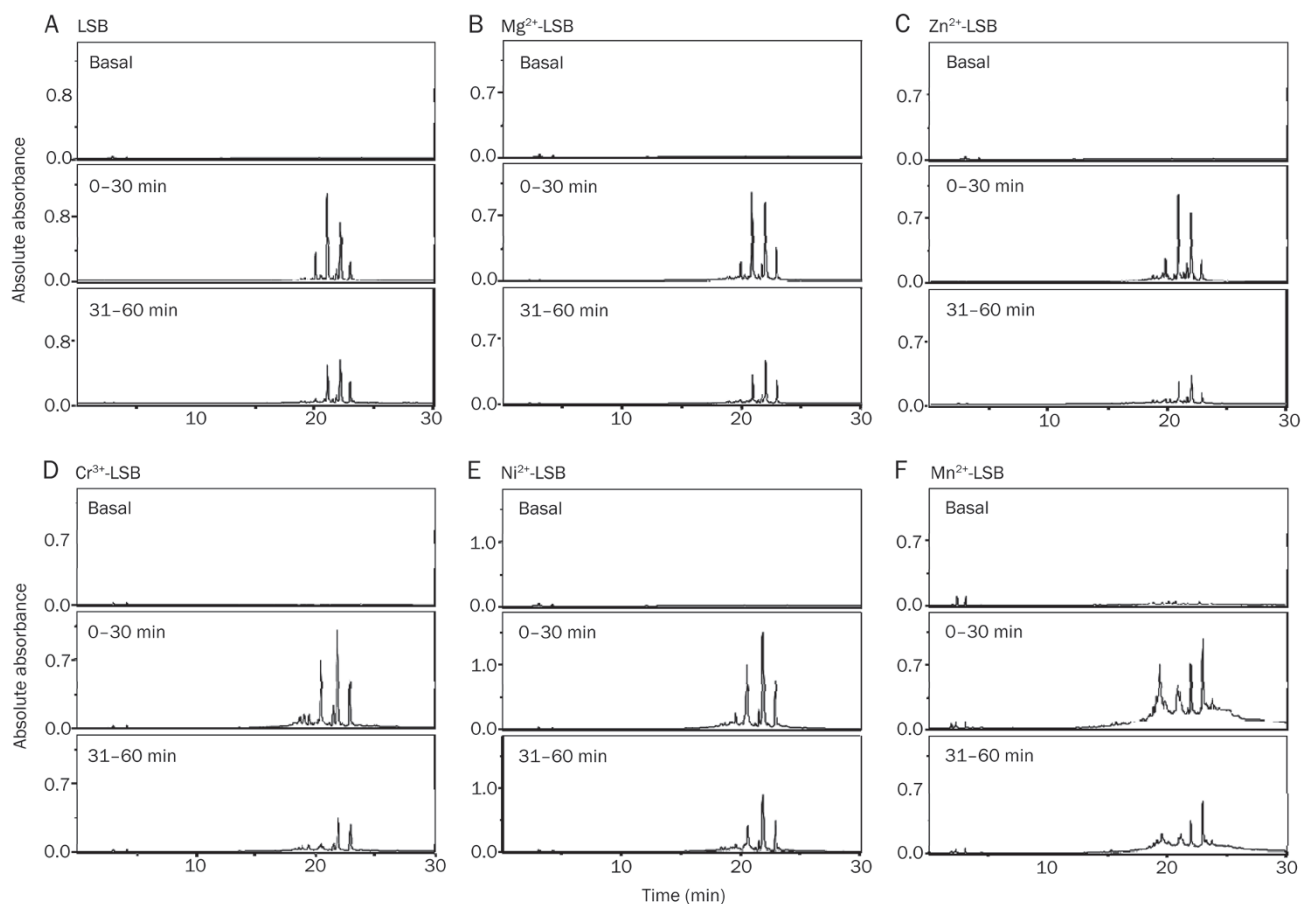 A LSB
Basal
0.8
0.0
0–30 min
0.8
0.0
31–60 min
0.8
0.0
10 20 30
B Mg²⁺-LSB
Basal
0.7
0.0
0–30 min
0.7
0.0
31–60 min
0.7
0.0
10 20 30
C Zn²⁺-LSB
Basal
0.7
0.0
0–30 min
0.7
0.0
31–60 min
0.7
0.0
10 20 30
Absolute absorbance
D Cr³⁺-LSB
Basal
0.7
0.0
0–30 min
0.7
0.0
31–60 min
0.7
0.0
10 20 30
E Ni²⁺-LSB
Basal
1.0
0.0
0–30 min
1.0
0.0
31–60 min
1.0
0.0
10 20 30
F Mn²⁺-LSB
Basal
0.7
0.0
0–30 min
0.7
0.0
31–60 min
0.7
0.0
10 20 30
Absolute absorbance
Time (min)